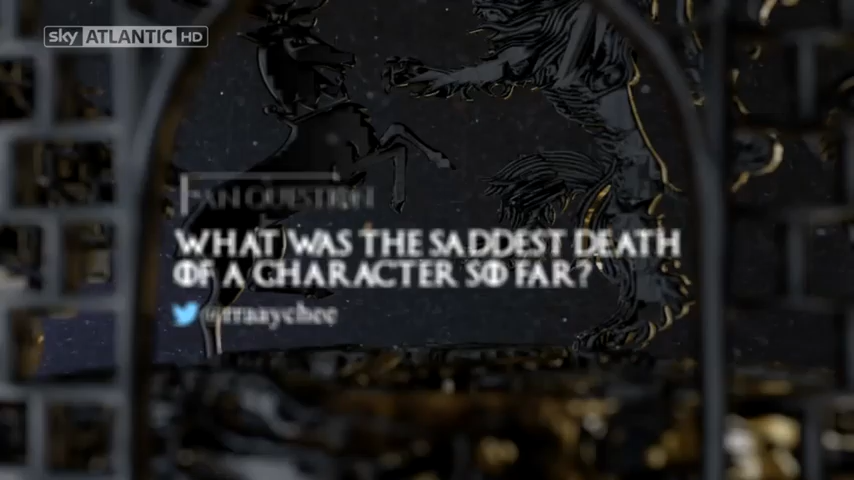 sky ATLANTIC HD
FAN QUESTION
WHAT WAS THE SADDEST DEATH
OF A CHARACTER SO FAR?